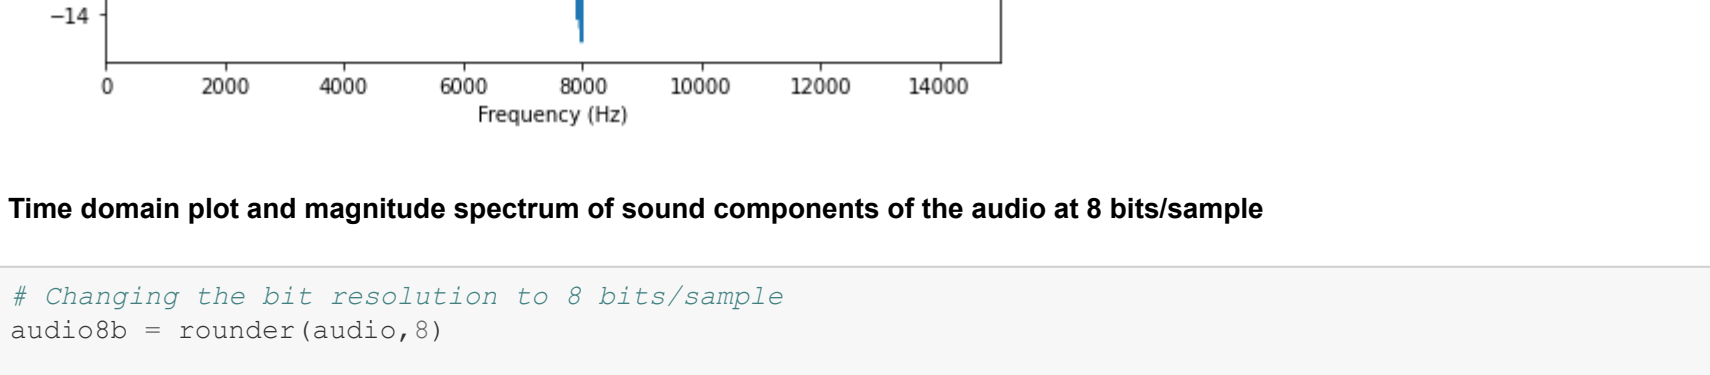 −14
0 2000 4000 6000 8000 10000 12000 14000
Frequency (Hz)
Time domain plot and magnitude spectrum of sound components of the audio at 8 bits/sample
# Changing the bit resolution to 8 bits/sample
audio8b = rounder(audio,8)